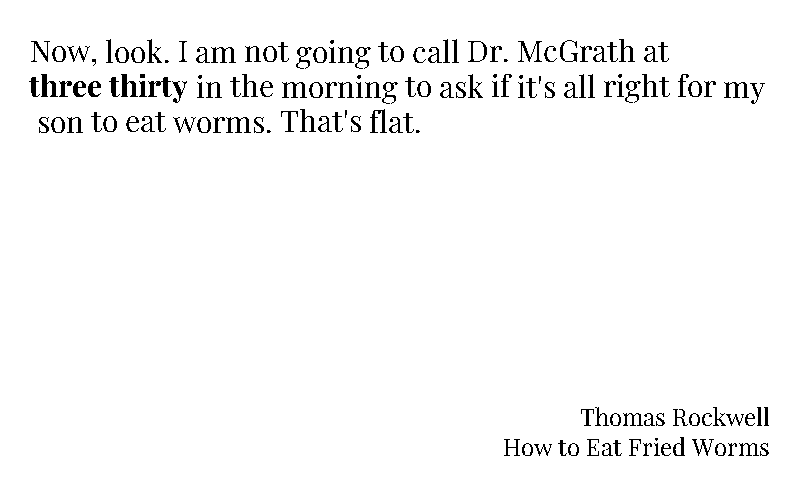 Now, look. I am not going to call Dr. McGrath at
three thirty in the morning to ask if it's all right for my
son to eat worms. That's flat.
Thomas Rockwell
How to Eat Fried Worms